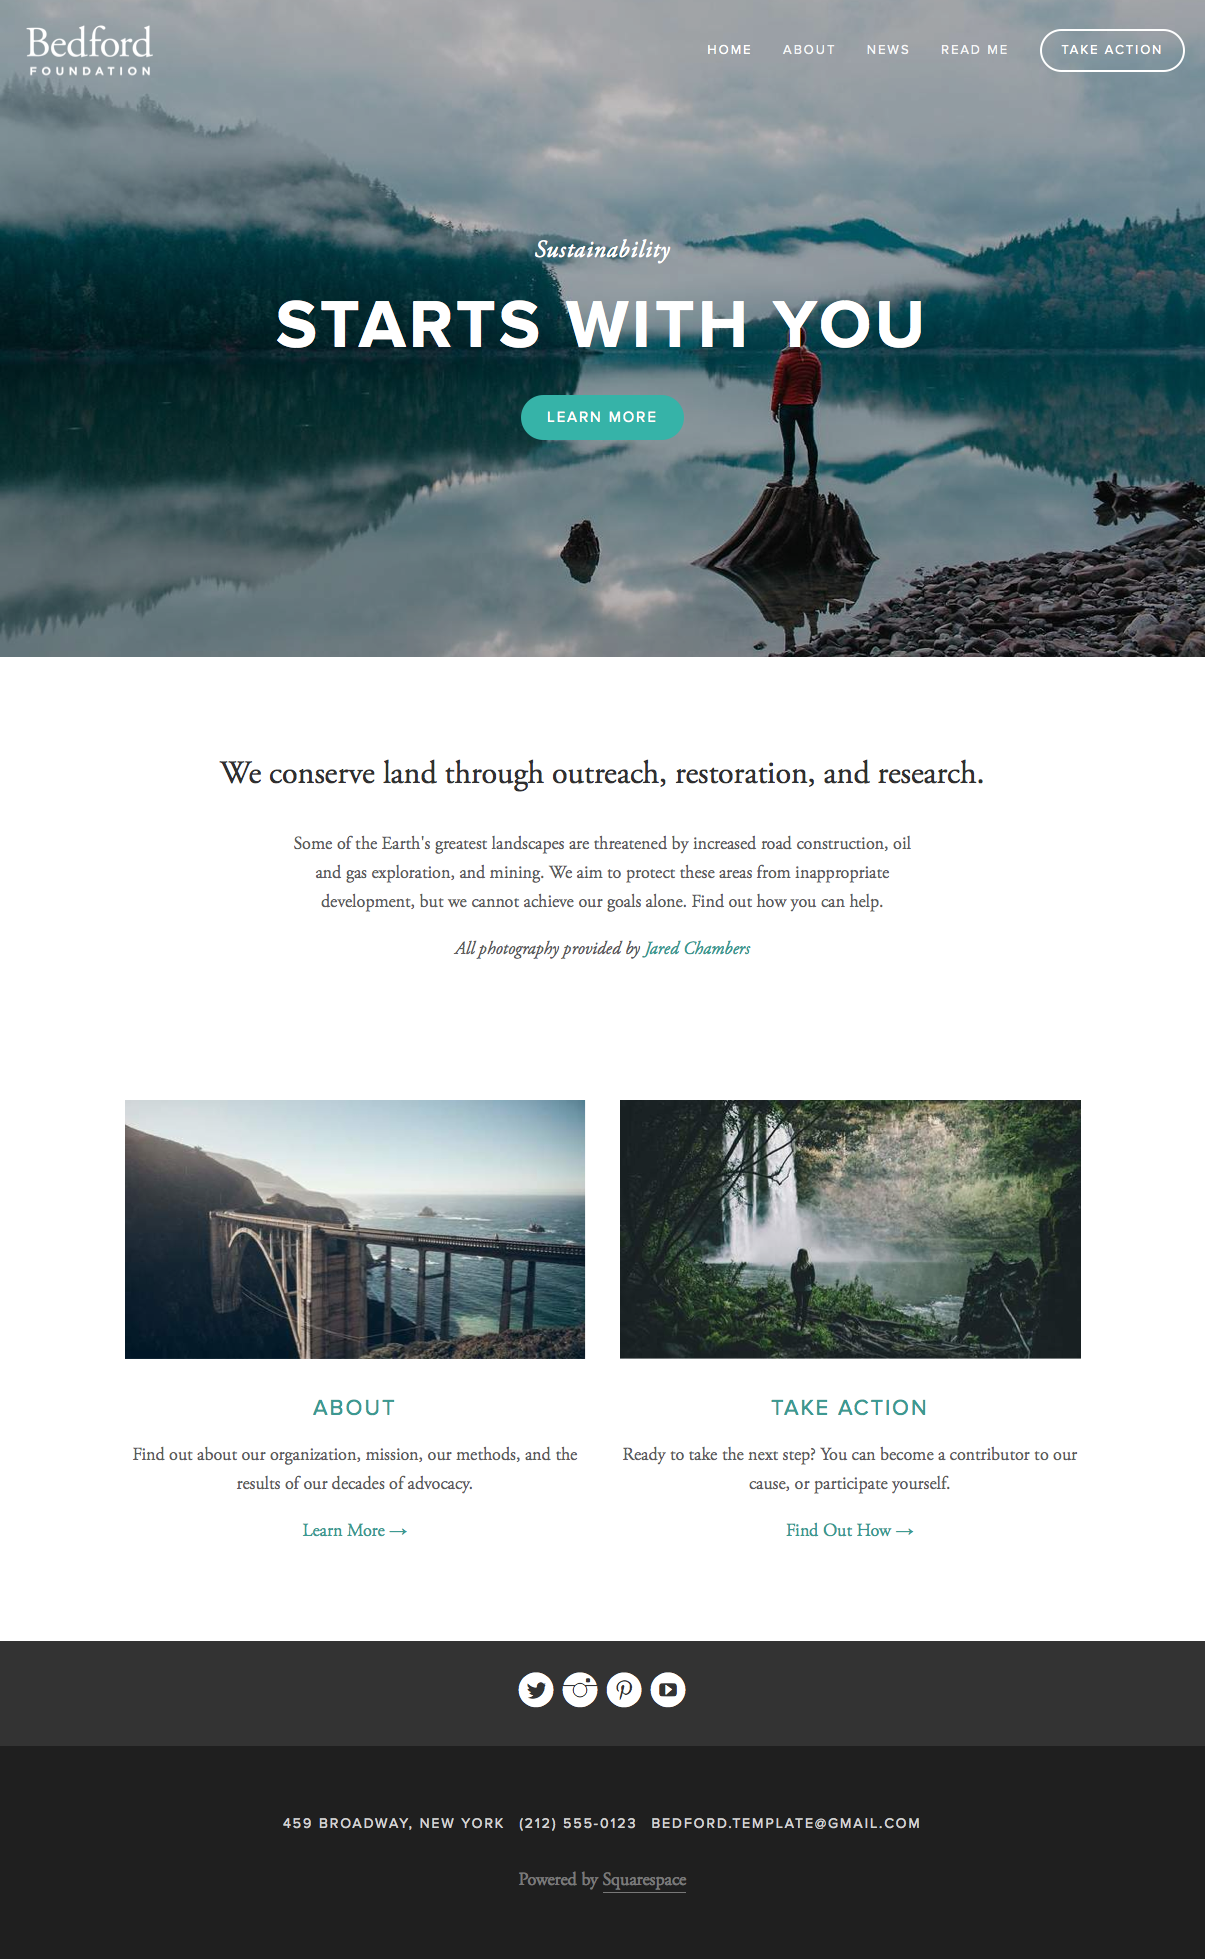 Bedford
FOUNDATION
HOME ABOUT NEWS READ ME TAKE ACTION
Sustainability
STARTS WITH YOU
LEARN MORE
We conserve land through outreach, restoration, and research.
Some of the Earth's greatest landscapes are threatened by increased road construction, oil
and gas exploration, and mining. We aim to protect these areas from inappropriate
development, but we cannot achieve our goals alone. Find out how you can help.
All photography provided by Jared Chambers
ABOUT
Find out about our organization, mission, our methods, and the
results of our decades of advocacy.
Learn More →
TAKE ACTION
Ready to take the next step? You can become a contributor to our
cause, or participate yourself.
Find Out How →
459 BROADWAY, NEW YORK (212) 555-0123 BEDFORD.TEMPLATE@GMAIL.COM
Powered by Squarespace